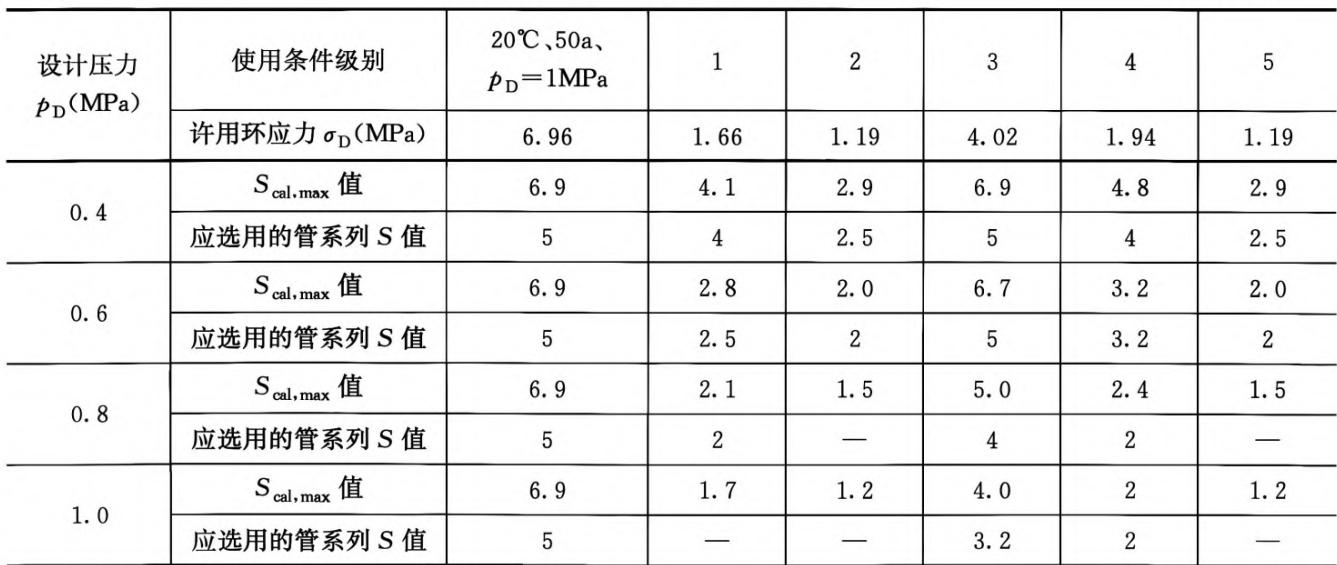 设计压力 p_D(MPa) 使用条件级别 20℃、50a、p_D=1MPa 1 2 3 4 5
许用环应力 σ_D(MPa) 6.96 1.66 1.19 4.02 1.94 1.19
0.4 S_cal,max 值 6.9 4.1 2.9 6.9 4.8 2.9
应选用的管系列 S 值 5 4 2.5 5 4 2.5
0.6 S_cal,max 值 6.9 2.8 2.0 6.7 3.2 2.0
应选用的管系列 S 值 5 2.5 2 5 3.2 2
0.8 S_cal,max 值 6.9 2.1 1.5 5.0 2.4 1.5
应选用的管系列 S 值 5 2 — 4 2 —
1.0 S_cal,max 值 6.9 1.7 1.2 4.0 2 1.2
应选用的管系列 S 值 5 — — 3.2 2 —